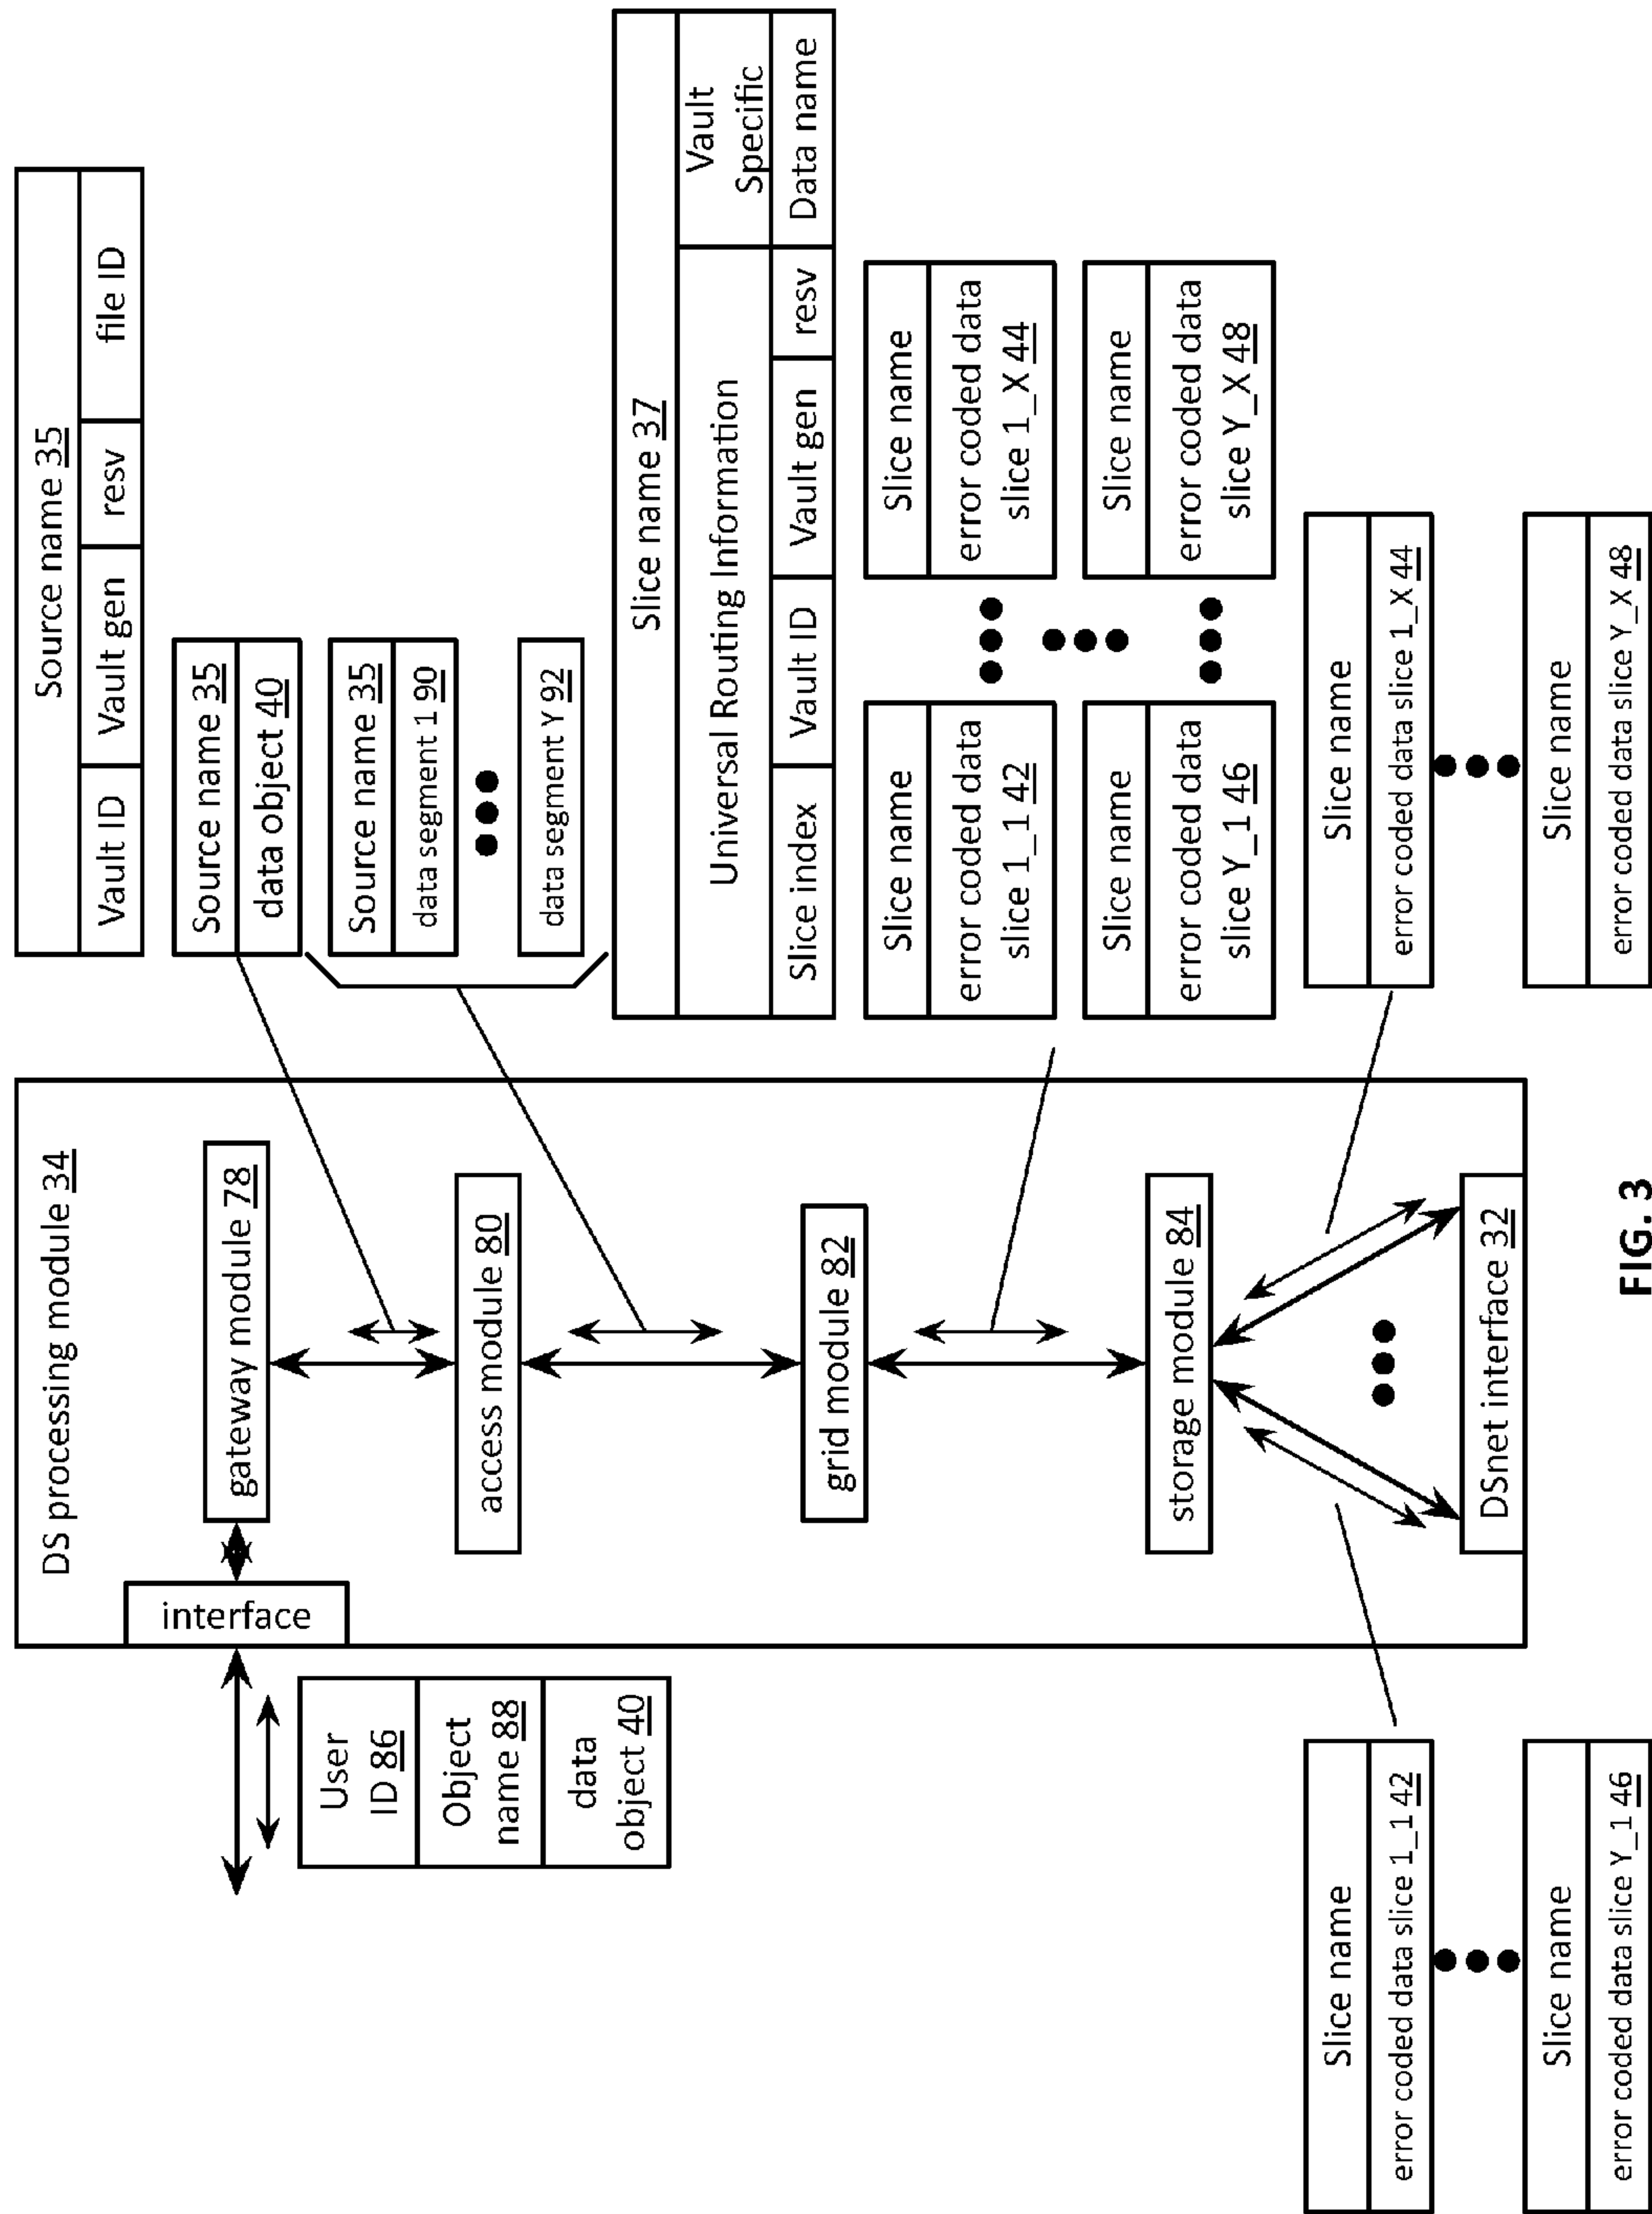 DS processing module 34
interface
gateway module 78
access module 80
grid module 82
storage module 84
DSnet interface 32
User
ID 86
Object
name 88
data
object 40
Source name 35
Vault ID
Vault gen
resv
file ID
Source name 35
data object 40
Source name 35
data segment 1 90
data segment Y 92
Slice name 37
Universal Routing Information
Vault
Specific
Slice index
Vault ID
Vault gen
resv
Data name
Slice name
error coded data
slice 1_1 42
Slice name
error coded data
slice 1_X 44
Slice name
error coded data
slice Y_1 46
Slice name
error coded data
slice Y_X 48
Slice name
error coded data slice 1_1 42
Slice name
error coded data slice Y_1 46
Slice name
error coded data slice 1_X 44
Slice name
error coded data slice Y_X 48
FIG. 3